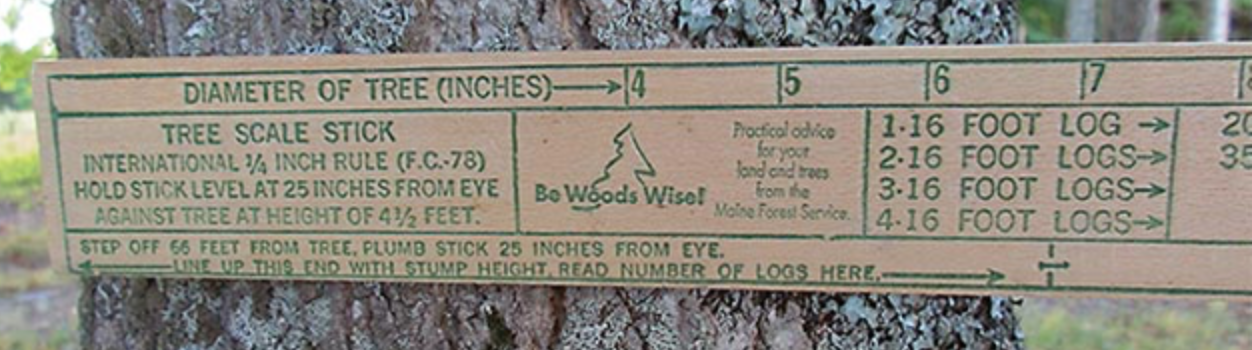 DIAMETER OF TREE (INCHES)→ 4 5 6 7
TREE SCALE STICK
INTERNATIONAL ¼ INCH RULE (F.C.-78)
HOLD STICK LEVEL AT 25 INCHES FROM EYE
AGAINST TREE AT HEIGHT OF 4½ FEET.
Be Woods Wise!
Practical advice
for your
land and trees
from the
Maine Forest Service.
1·16 FOOT LOG → 20
2·16 FOOT LOGS→ 35
3·16 FOOT LOGS→
4·16 FOOT LOGS→
STEP OFF 66 FEET FROM TREE, PLUMB STICK 25 INCHES FROM EYE.
←LINE UP THIS END WITH STUMP HEIGHT, READ NUMBER OF LOGS HERE.→